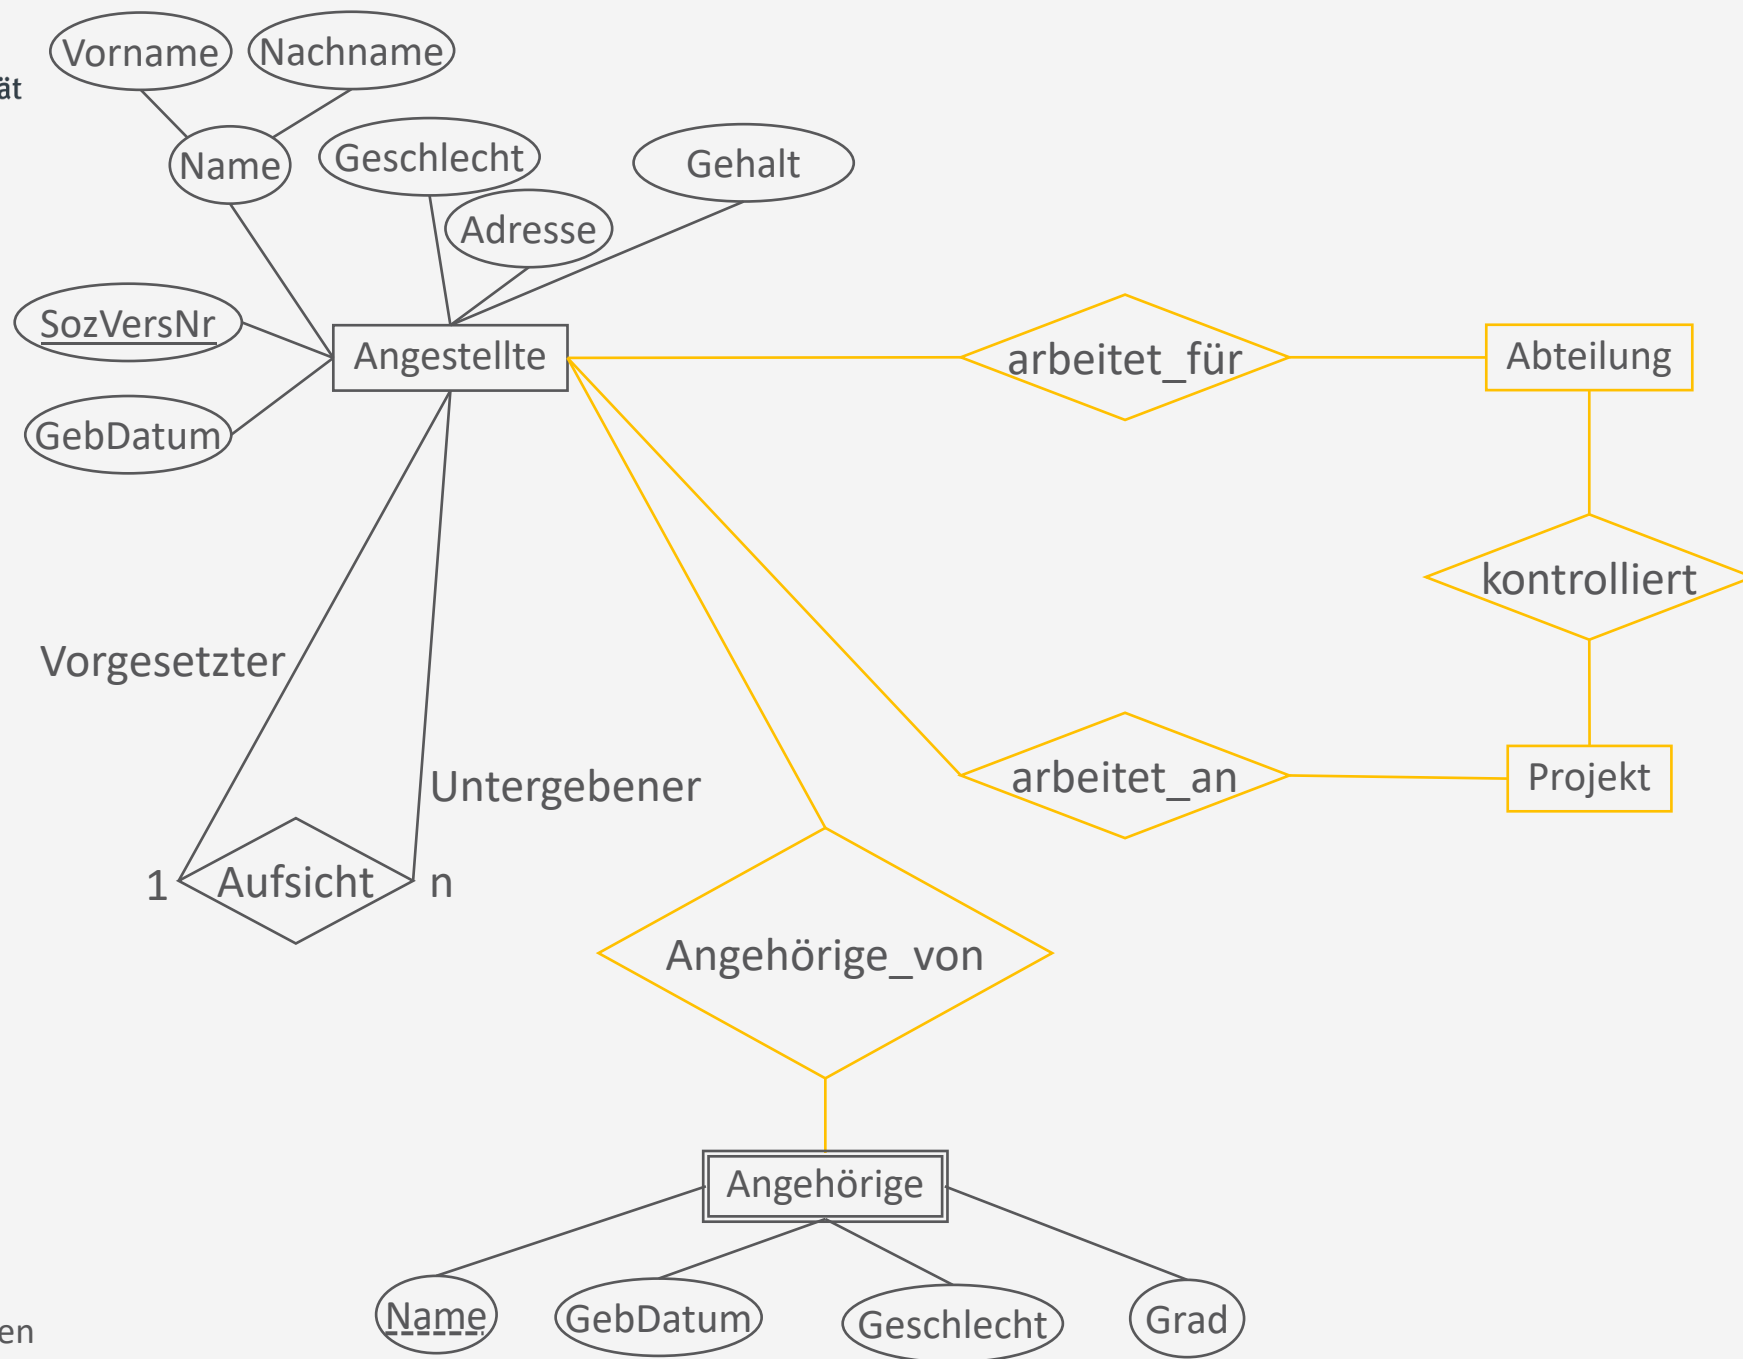 Vorname
Nachname
ät
Name
Geschlecht
Gehalt
Adresse
SozVersNr
Angestellte
arbeitet_für
Abteilung
GebDatum
kontrolliert
Vorgesetzter
Untergebener
arbeitet_an
Projekt
1
Aufsicht
n
Angehörige_von
Angehörige
Name
GebDatum
Geschlecht
Grad
en